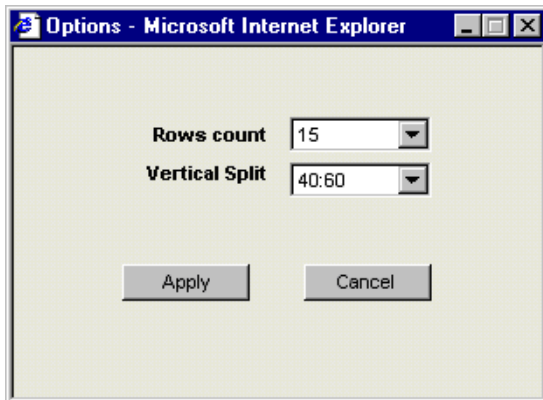 Options - Microsoft Internet Explorer
Rows count 15
Vertical Split 40:60
Apply Cancel